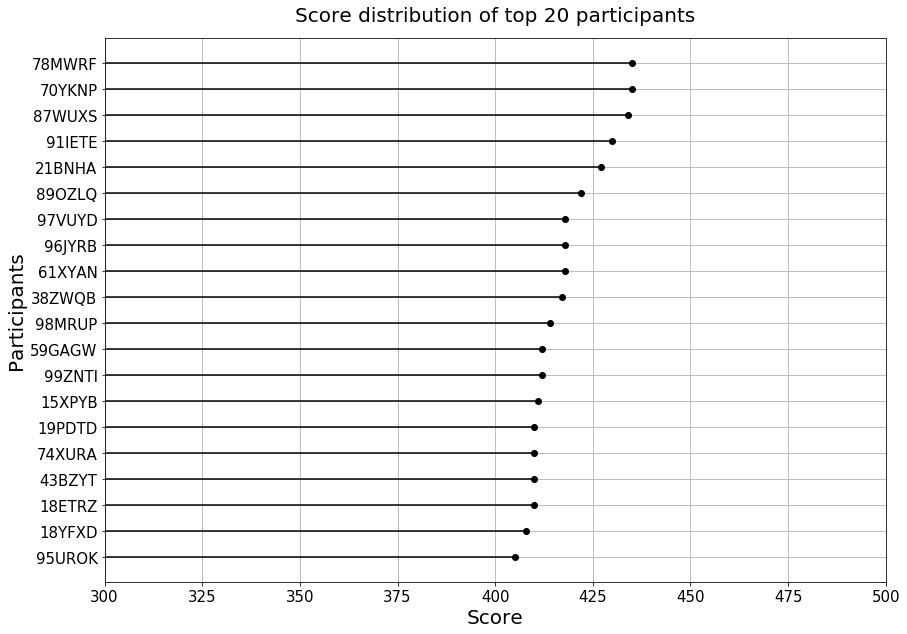 Score distribution of top 20 participants
Participants
78MWRF
70YKNP
87WUXS
91IETE
21BNHA
89OZLQ
97VUYD
96JYRB
61XYAN
38ZWQB
98MRUP
59GAGW
99ZNTI
15XPYB
19PDTD
74XURA
43BZYT
18ETRZ
18YFXD
95UROK
300 325 350 375 400 425 450 475 500
Score